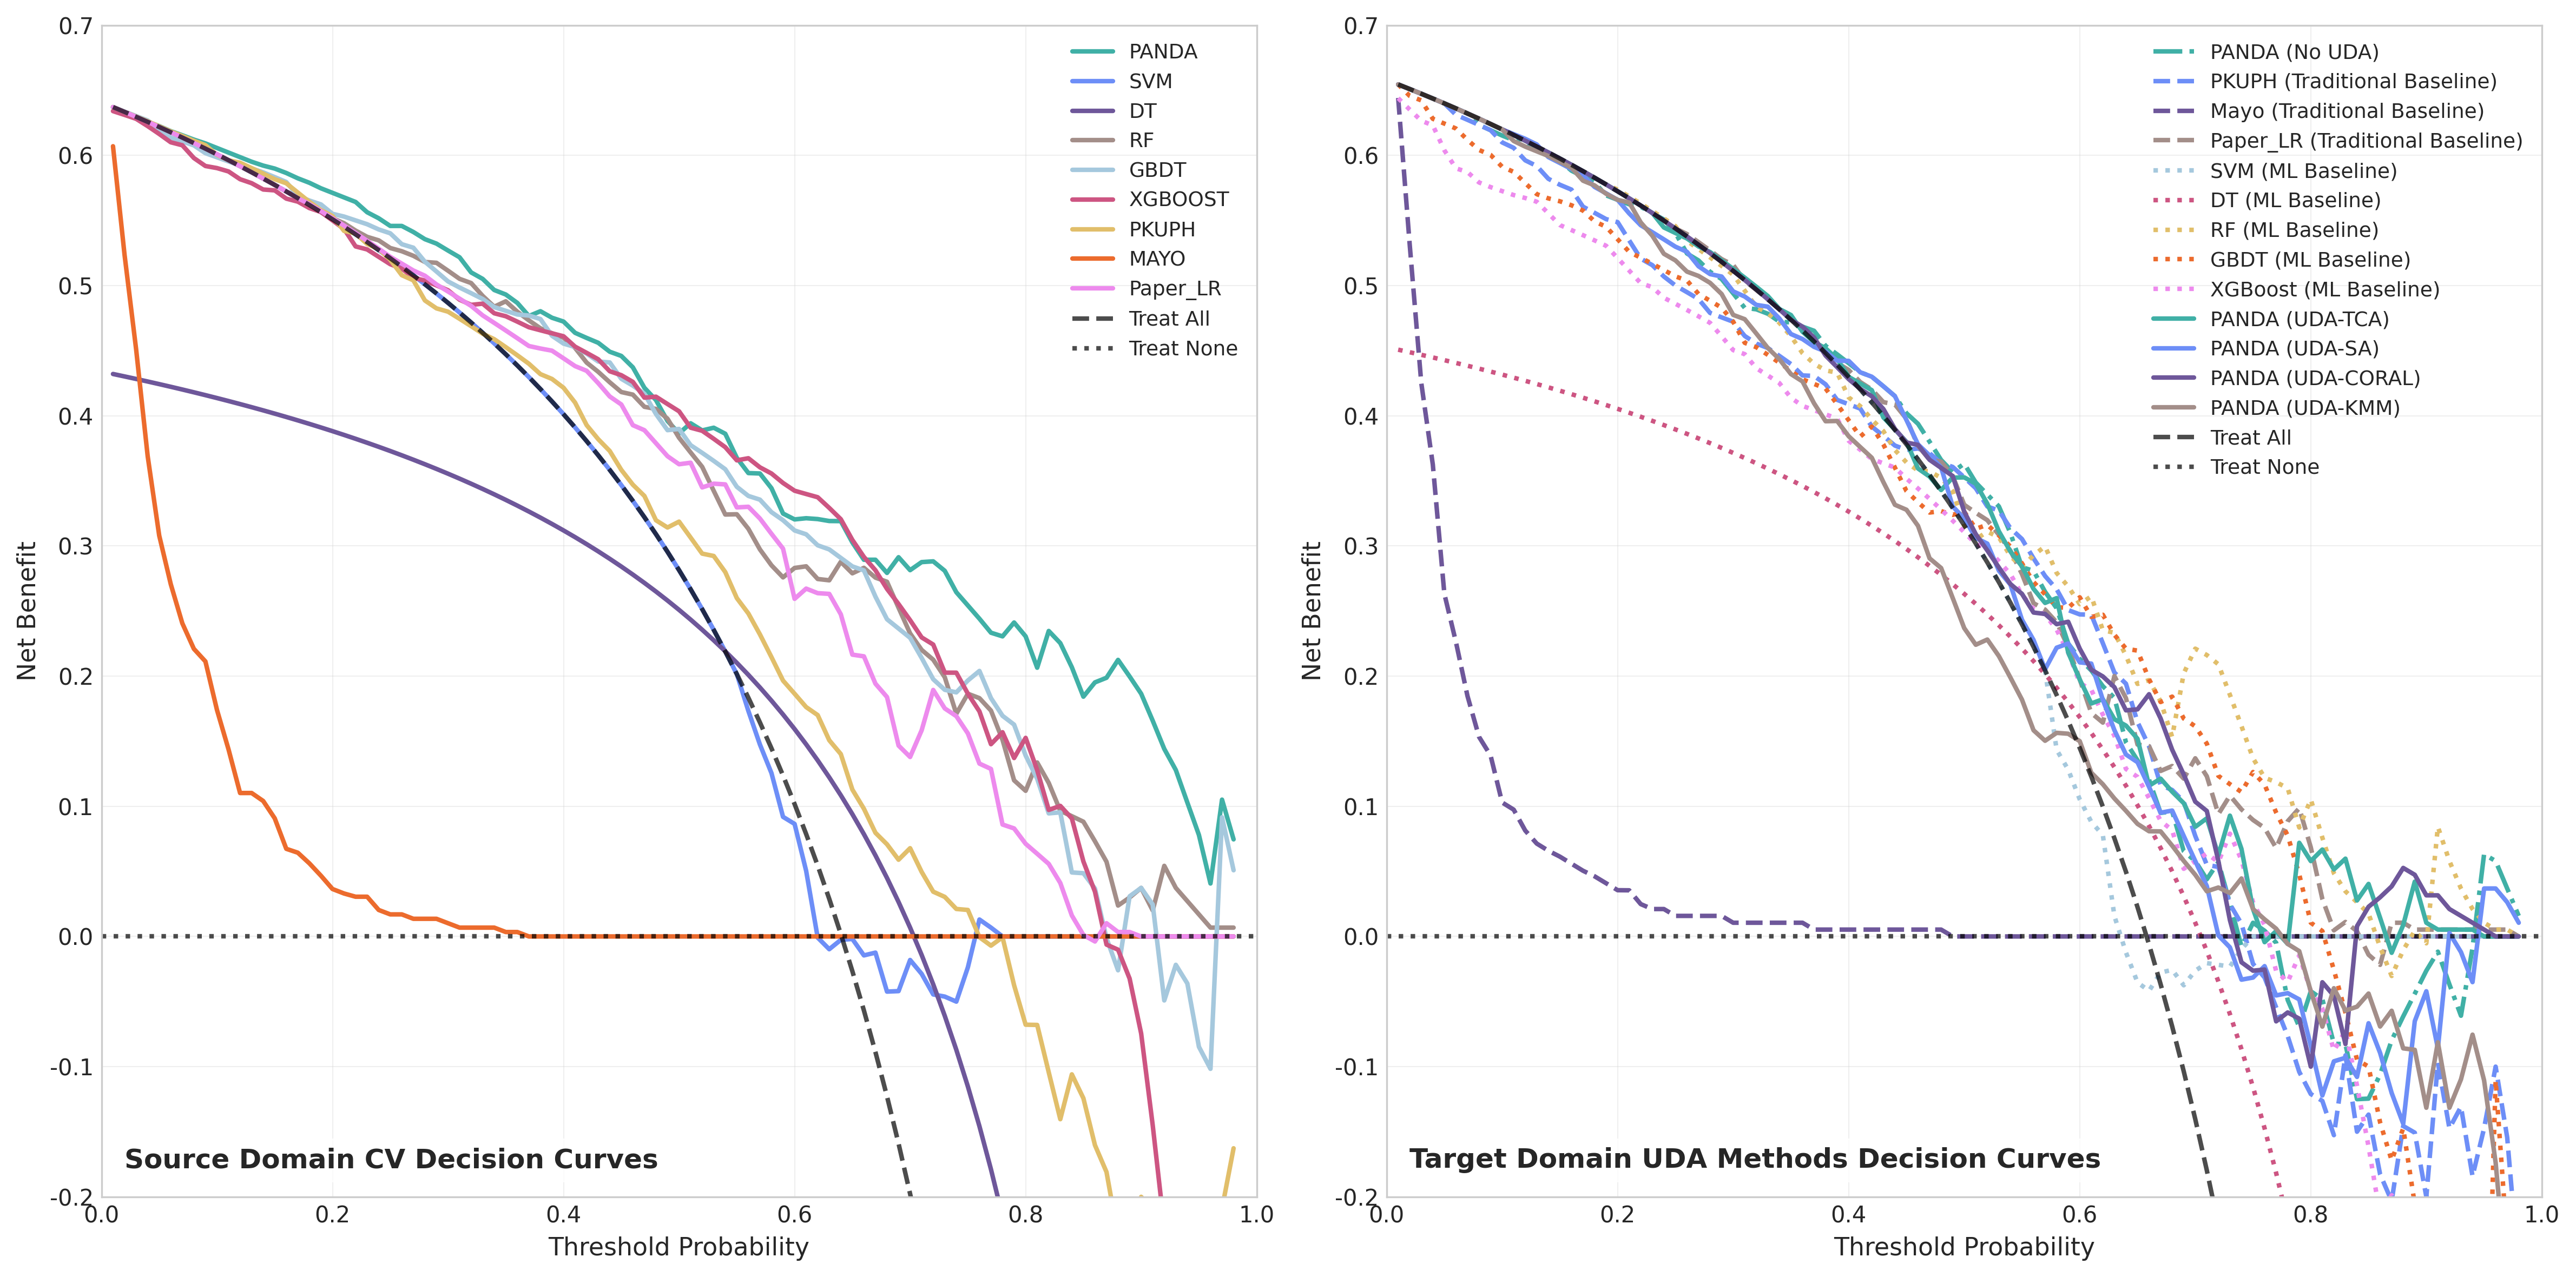 0.7
0.6
0.5
0.4
0.3
0.2
0.1
0.0
-0.1
-0.2
Net Benefit
PANDA
SVM
DT
RF
GBDT
XGBOOST
PKUPH
MAYO
Paper_LR
Treat All
Treat None
Source Domain CV Decision Curves
0.0 0.2 0.4 0.6 0.8 1.0
Threshold Probability
0.7
0.6
0.5
0.4
0.3
0.2
0.1
0.0
-0.1
-0.2
Net Benefit
PANDA (No UDA)
PKUPH (Traditional Baseline)
Mayo (Traditional Baseline)
Paper_LR (Traditional Baseline)
SVM (ML Baseline)
DT (ML Baseline)
RF (ML Baseline)
GBDT (ML Baseline)
XGBoost (ML Baseline)
PANDA (UDA-TCA)
PANDA (UDA-SA)
PANDA (UDA-CORAL)
PANDA (UDA-KMM)
Treat All
Treat None
Target Domain UDA Methods Decision Curves
0.0 0.2 0.4 0.6 0.8 1.0
Threshold Probability